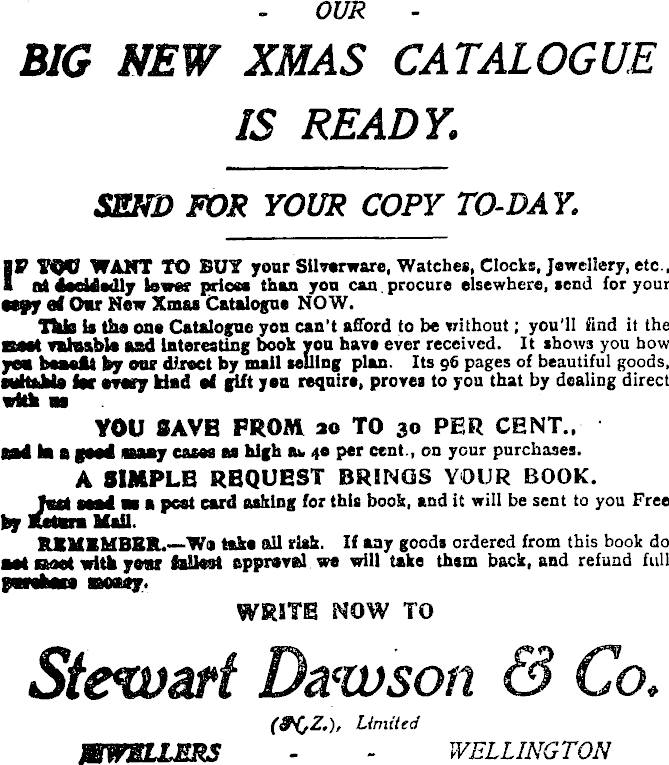 - OUR -
BIG NEW XMAS CATALOGUE
IS READY.
SEND FOR YOUR COPY TO-DAY.
IF YOU WANT TO BUY your Silverware, Watches, Clocks, Jewellery, etc.,
at decidedly lower prices than you can procure elsewhere, send for your
copy of Our New Xmas Catalogue NOW.
This is the one Catalogue you can't afford to be without; you'll find it the
most valuable and interesting book you have ever received. It shows you how
you benefit by our direct by mail selling plan. Its 96 pages of beautiful goods,
suitable for every kind of gift you require, proves to you that by dealing direct
with us
YOU SAVE FROM 20 TO 30 PER CENT.,
and in a good many cases as high as 40 per cent., on your purchases.
A SIMPLE REQUEST BRINGS YOUR BOOK.
Just send us a post card asking for this book, and it will be sent to you Free
by Return Mail.
REMEMBER.—We take all risk. If any goods ordered from this book do
not meet with your fullest approval we will take them back, and refund full
purchase money.
WRITE NOW TO
Stewart Dawson & Co.
(N.Z.), Limited
JEWELLERS - - WELLINGTON